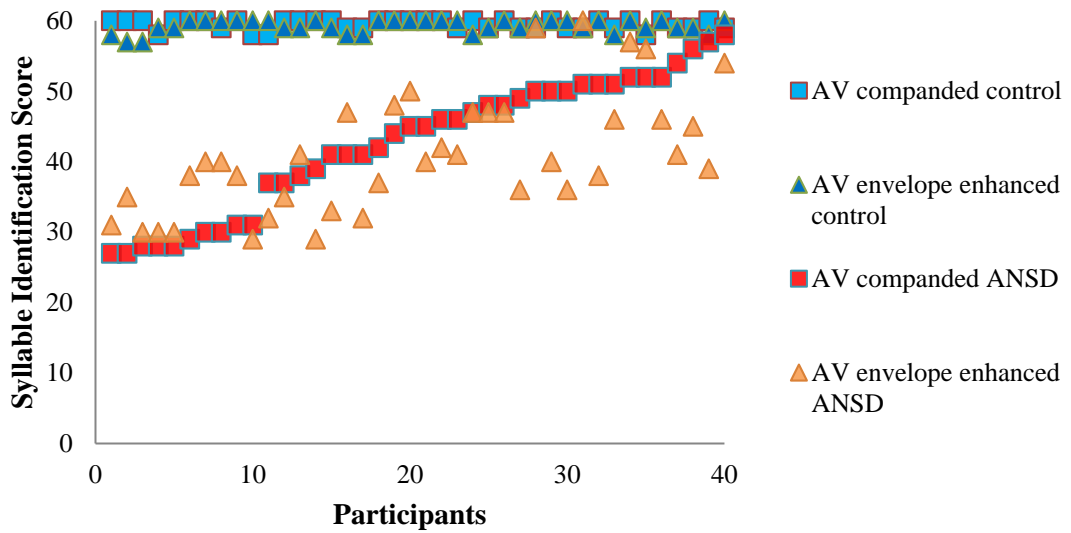 60
50
40
30
20
10
0
Syllable Identification Score
0
10
20
30
40
Participants
AV companded control
AV envelope enhanced
control
AV companded ANSD
AV envelope enhanced
ANSD